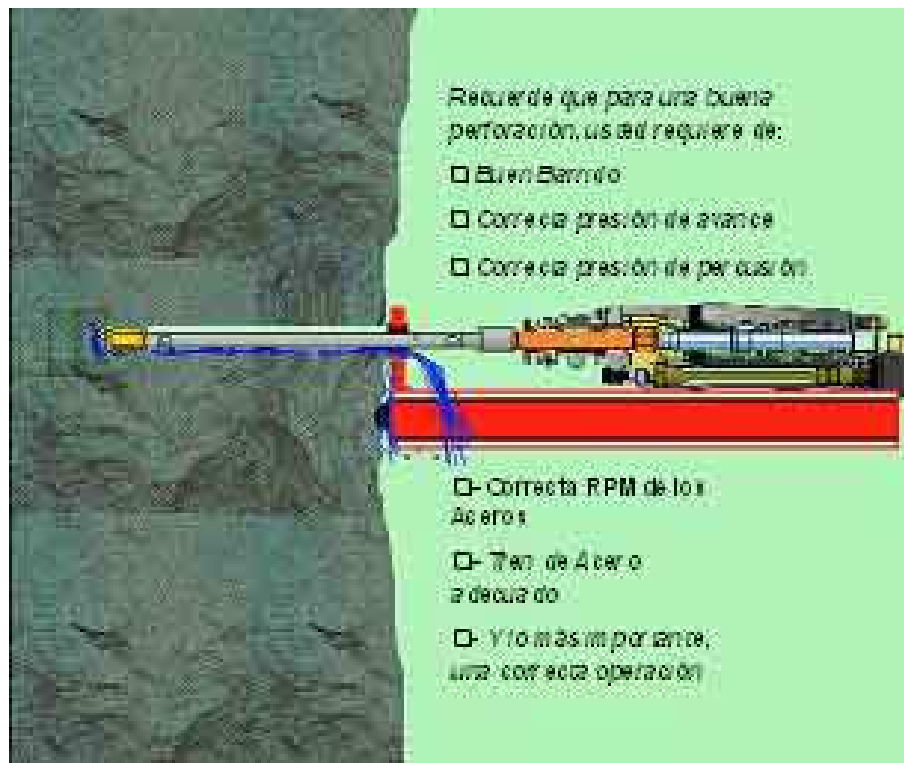 Recuerde que para una buena
perforación, usted requiere de:
□ Buen Barrido
□ Correcta presión de avance
□ Correcta presión de percusión
□- Correcta RPM de los
Aceros
□- Tren de Acero
adecuado
□- Y lo más importante,
una correcta operación